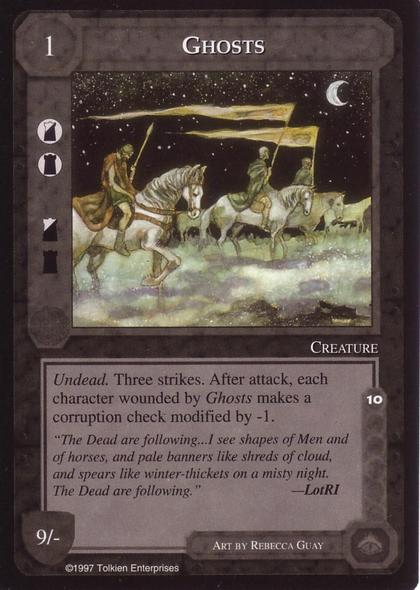 1
GHOSTS
CREATURE
Undead. Three strikes. After attack, each
character wounded by Ghosts makes a
corruption check modified by -1.
10
"The Dead are following...I see shapes of Men and
of horses, and pale banners like shreds of cloud,
and spears like winter-thickets on a misty night.
The Dead are following." —LotRI
9/-
ART BY REBECCA GUAY
©1997 Tolkien Enterprises